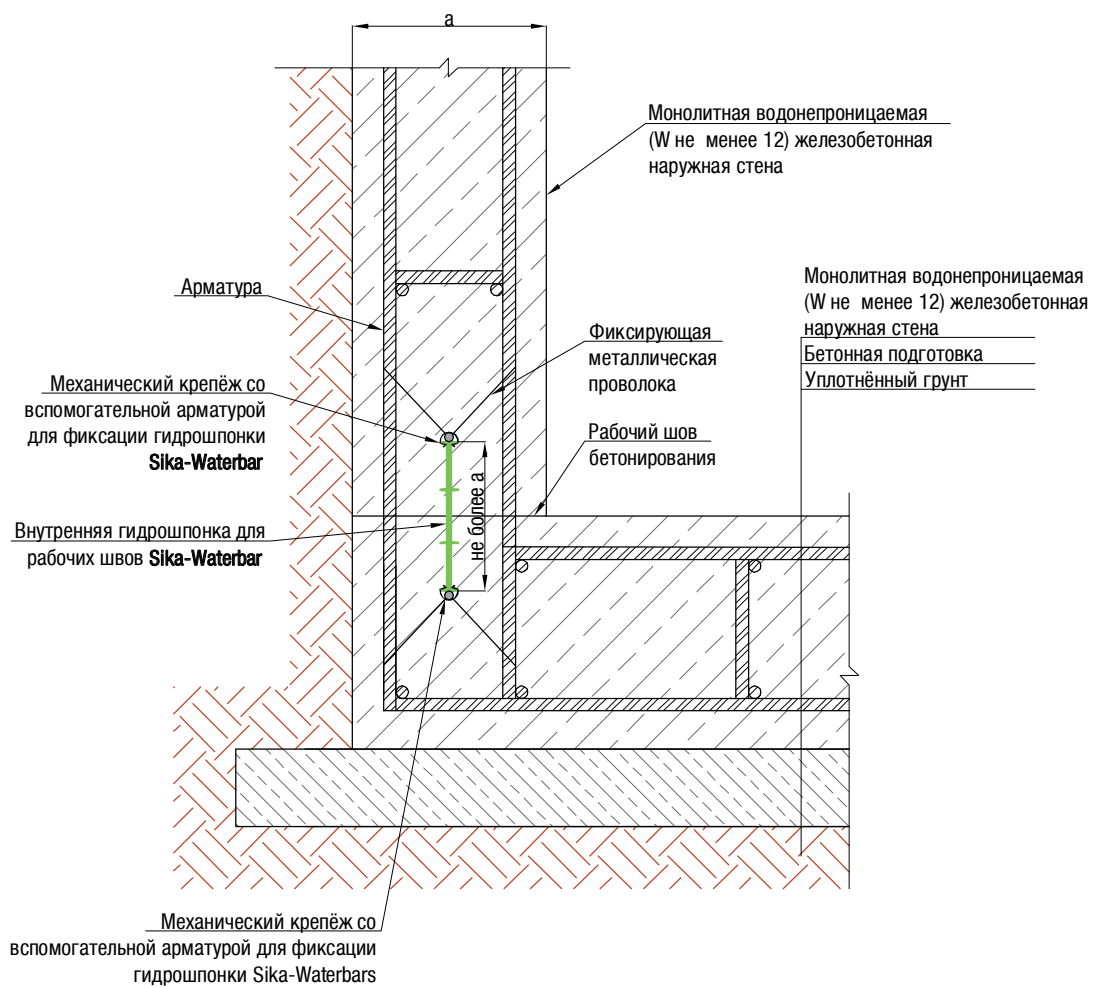 a
Монолитная водонепроницаемая
(W не менее 12) железобетонная
наружная стена
Арматура
Монолитная водонепроницаемая
(W не менее 12) железобетонная
наружная стена
Бетонная подготовка
Уплотнённый грунт
Фиксирующая
металлическая
проволока
Механический крепёж со
вспомогательной арматурой
для фиксации гидрошпонки
Sika-Waterbar
Рабочий шов
бетонирования
не более a
Внутренняя гидрошпонка для
рабочих швов Sika-Waterbar
Механический крепёж со
вспомогательной арматурой для фиксации
гидрошпонки Sika-Waterbars